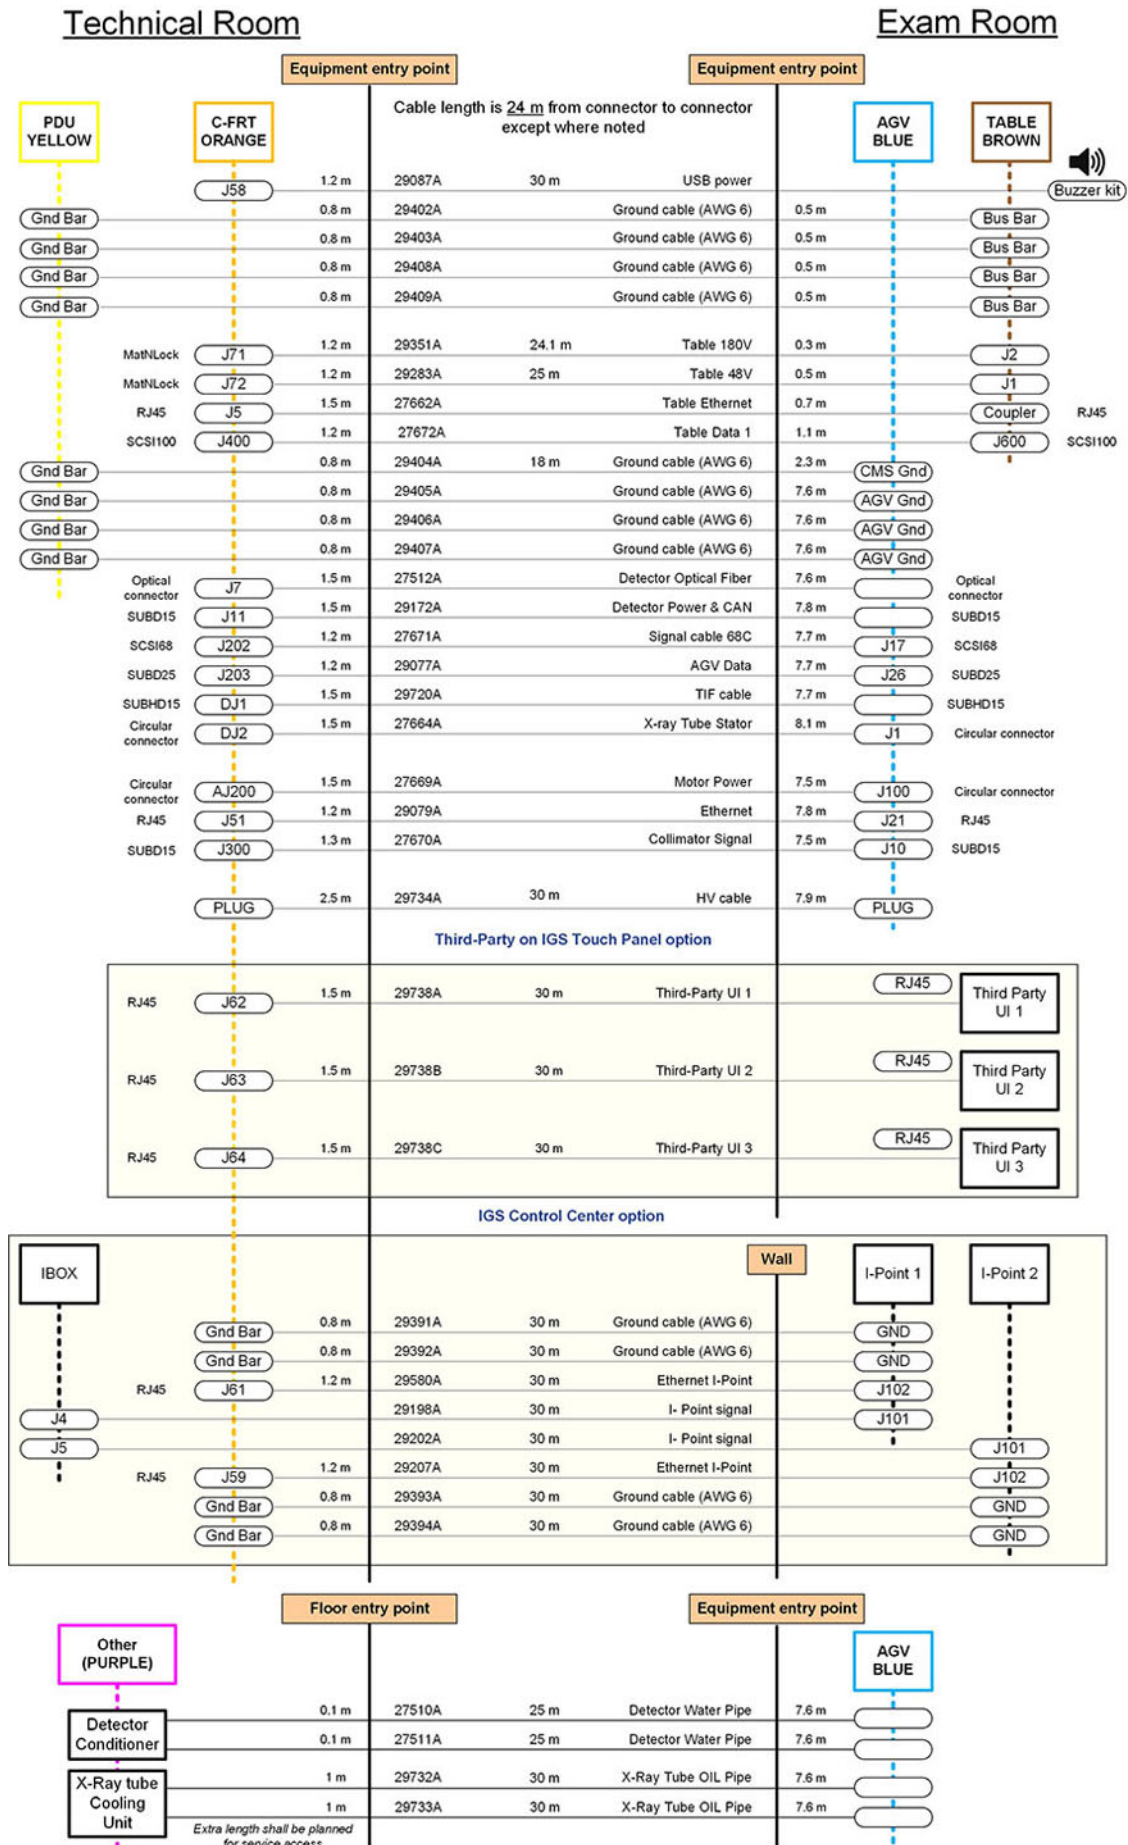 Technical Room
Exam Room
Equipment entry point
Equipment entry point
Cable length is 24 m from connector to connector
except where noted
PDU
YELLOW
C-FRT
ORANGE
AGV
BLUE
TABLE
BROWN
J58 1.2 m 29087A 30 m USB power Buzzer kit
Gnd Bar 0.8 m 29402A Ground cable (AWG 6) 0.5 m Bus Bar
Gnd Bar 0.8 m 29403A Ground cable (AWG 6) 0.5 m Bus Bar
Gnd Bar 0.8 m 29408A Ground cable (AWG 6) 0.5 m Bus Bar
Gnd Bar 0.8 m 29409A Ground cable (AWG 6) 0.5 m Bus Bar
MatNLock J71 1.2 m 29351A 24.1 m Table 180V 0.3 m J2
MatNLock J72 1.2 m 29283A 25 m Table 48V 0.5 m J1
RJ45 J5 1.5 m 27662A Table Ethernet 0.7 m Coupler RJ45
SCSI100 J400 1.2 m 27672A Table Data 1 1.1 m J600 SCSI100
Gnd Bar 0.8 m 29404A 18 m Ground cable (AWG 6) 2.3 m CMS Gnd
Gnd Bar 0.8 m 29405A Ground cable (AWG 6) 7.6 m AGV Gnd
Gnd Bar 0.8 m 29406A Ground cable (AWG 6) 7.6 m AGV Gnd
Gnd Bar 0.8 m 29407A Ground cable (AWG 6) 7.6 m AGV Gnd
Optical
connector J7 1.5 m 27512A Detector Optical Fiber 7.6 m Optical
connector
SUBD15 J11 1.5 m 29172A Detector Power & CAN 7.8 m SUBD15
SCSI68 J202 1.2 m 27671A Signal cable 68C 7.7 m J17 SCSI68
SUBD25 J203 1.2 m 29077A AGV Data 7.7 m J26 SUBD25
SUBHD15 DJ1 1.5 m 29720A TIF cable 7.7 m SUBHD15
Circular
connector DJ2 1.5 m 27664A X-ray Tube Stator 8.1 m J1 Circular connector
Circular
connector AJ200 1.5 m 27669A Motor Power 7.5 m J100 Circular connector
RJ45 J51 1.2 m 29079A Ethernet 7.8 m J21 RJ45
SUBD15 J300 1.3 m 27670A Collimator Signal 7.5 m J10 SUBD15
PLUG 2.5 m 29734A 30 m HV cable 7.9 m PLUG
Third-Party on IGS Touch Panel option
RJ45 J62 1.5 m 29738A 30 m Third-Party UI 1 RJ45 Third Party
UI 1
RJ45 J63 1.5 m 29738B 30 m Third-Party UI 2 RJ45 Third Party
UI 2
RJ45 J64 1.5 m 29738C 30 m Third-Party UI 3 RJ45 Third Party
UI 3
IGS Control Center option
IBOX Wall I-Point 1 I-Point 2
Gnd Bar 0.8 m 29391A 30 m Ground cable (AWG 6) GND
Gnd Bar 0.8 m 29392A 30 m Ground cable (AWG 6) GND
RJ45 J61 1.2 m 29580A 30 m Ethernet I-Point J102
J4 29198A 30 m I- Point signal J101
J5 29202A 30 m I- Point signal J101
RJ45 J59 1.2 m 29207A 30 m Ethernet I-Point J102
Gnd Bar 0.8 m 29393A 30 m Ground cable (AWG 6) GND
Gnd Bar 0.8 m 29394A 30 m Ground cable (AWG 6) GND
Floor entry point
Equipment entry point
Other
(PURPLE)
AGV
BLUE
Detector
Conditioner
0.1 m 27510A 25 m Detector Water Pipe 7.6 m
0.1 m 27511A 25 m Detector Water Pipe 7.6 m
X-Ray tube
Cooling
Unit
1 m 29732A 30 m X-Ray Tube OIL Pipe 7.6 m
1 m 29733A 30 m X-Ray Tube OIL Pipe 7.6 m
Extra length shall be planned
for service access